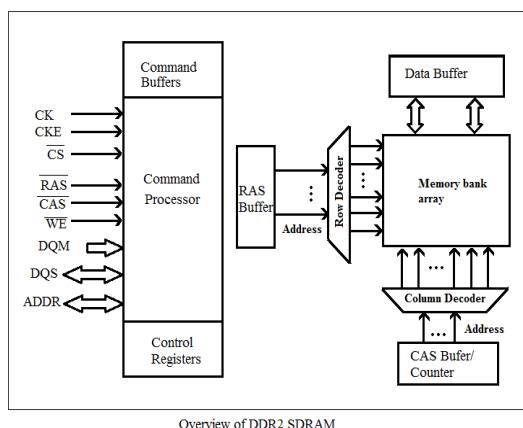 Command
Buffers
CK
CKE
CS
RAS
CAS
WE
DQM
DQS
ADDR
Command
Processor
Control
Registers
RAS
Buffer
Address
Row Decoder
Data Buffer
Memory bank
array
Column Decoder
Address
CAS Bufer/
Counter
Overview of DDR2 SDRAM